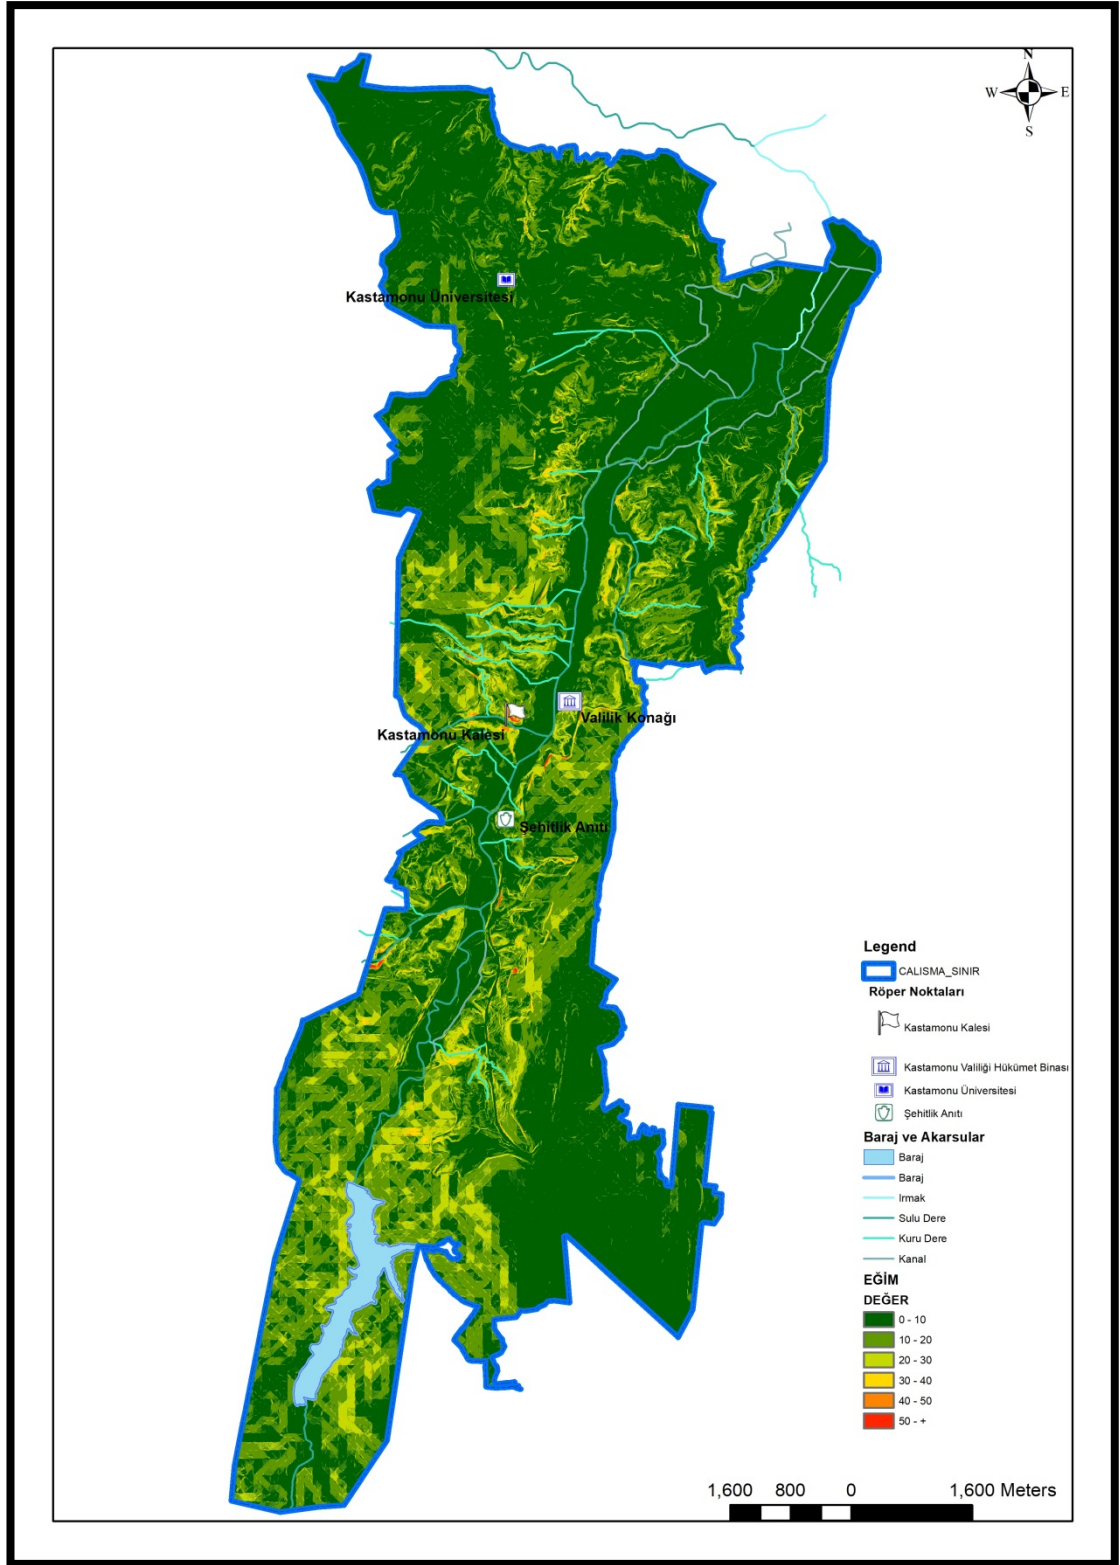 N
W E
S
Kastamonu Üniversitesi
Valilik Konağı
Kastamonu Kalesi
Şehitlik Anıtı
Legend
CALISMA_SINIR
Röper Noktaları
Kastamonu Kalesi
Kastamonu Valiliği Hükümet Binası
Kastamonu Üniversitesi
Şehitlik Anıtı
Baraj ve Akarsular
Baraj
Baraj
Irmak
Sulu Dere
Kuru Dere
Kanal
EĞİM
DEĞER
0 - 10
10 - 20
20 - 30
30 - 40
40 - 50
50 - +
1,600 800 0 1,600 Meters